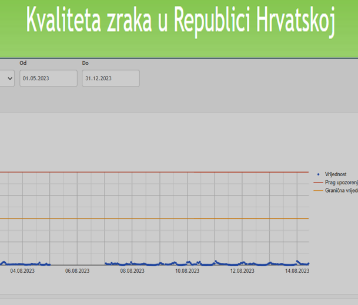 Kvaliteta zraka u Republici Hrvatskoj
Od Do
01.05.2023 31.12.2023
Vrijednost
Prag upozorenj
Granična vrijed
04.08.2023 06.08.2023 08.08.2023 10.08.2023 12.08.2023 14.08.2023